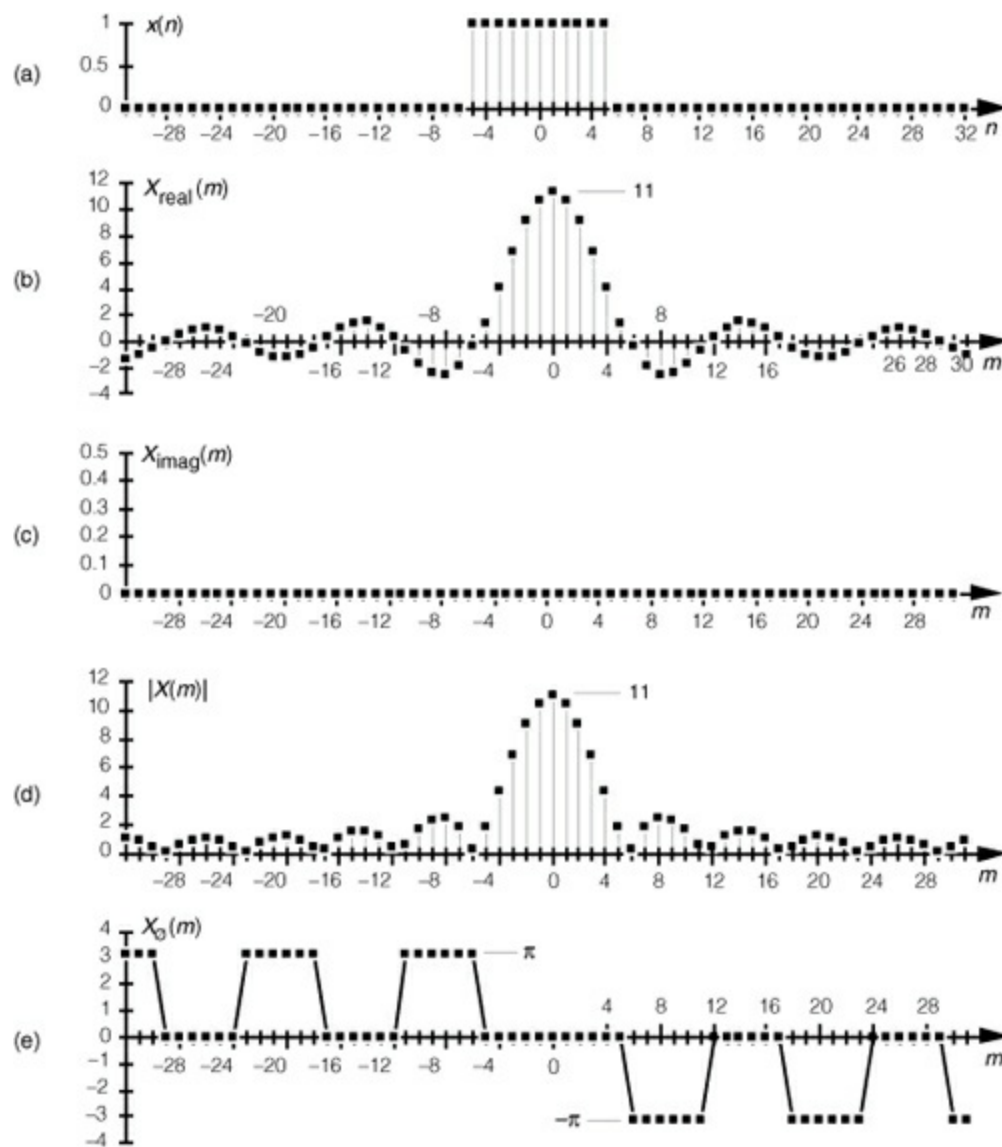 (a)
x(n)
1
0.5
0
−28 −24 −20 −16 −12 −8 −4 0 4 8 12 16 20 24 28 32
n
(b)
Xreal(m)
12
10
8
6
4
2
0
−2
−4
11
−20 −8 8
−28 −24 −16 −12 −4 0 4 12 16 26 28 30
m
(c)
Ximag(m)
0.5
0.4
0.3
0.2
0.1
0
−28 −24 −20 −16 −12 −8 −4 0 4 8 12 16 20 24 28
m
(d)
|X(m)|
12
10
8
6
4
2
0
11
−28 −24 −20 −16 −12 −8 −4 0 4 8 12 16 20 24 28
m
(e)
Xø(m)
4
3
2
1
0
−1
−2
−3
−4
π
4 8 12 16 20 24 28
−28 −24 −20 −16 −12 −8 −4 0
m
−π